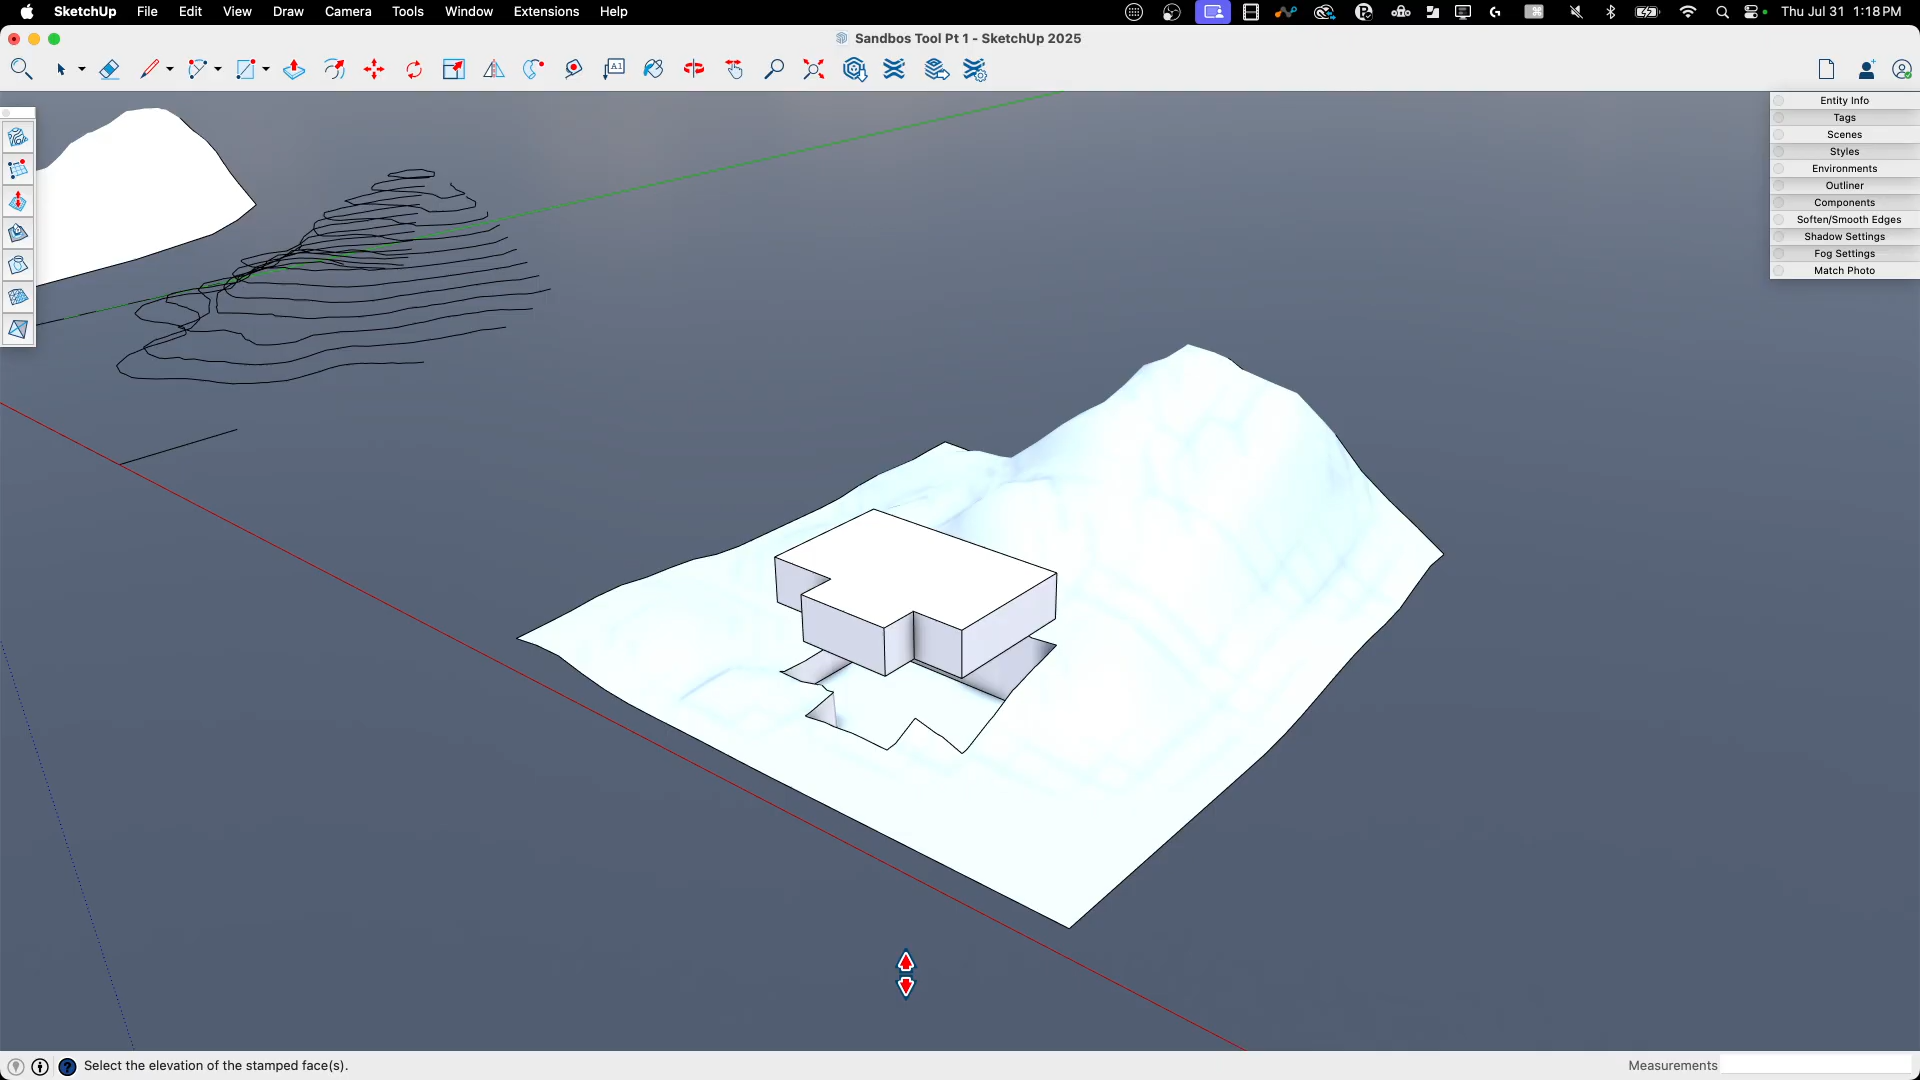 SketchUp File Edit View Draw Camera Tools Window Extensions Help Thu Jul 31 1:18 PM
Sandbos Tool Pt 1 - SketchUp 2025
A1
Entity Info
Tags
Scenes
Styles
Environments
Outliner
Components
Soften/Smooth Edges
Shadow Settings
Fog Settings
Match Photo
Select the elevation of the stamped face(s). Measurements